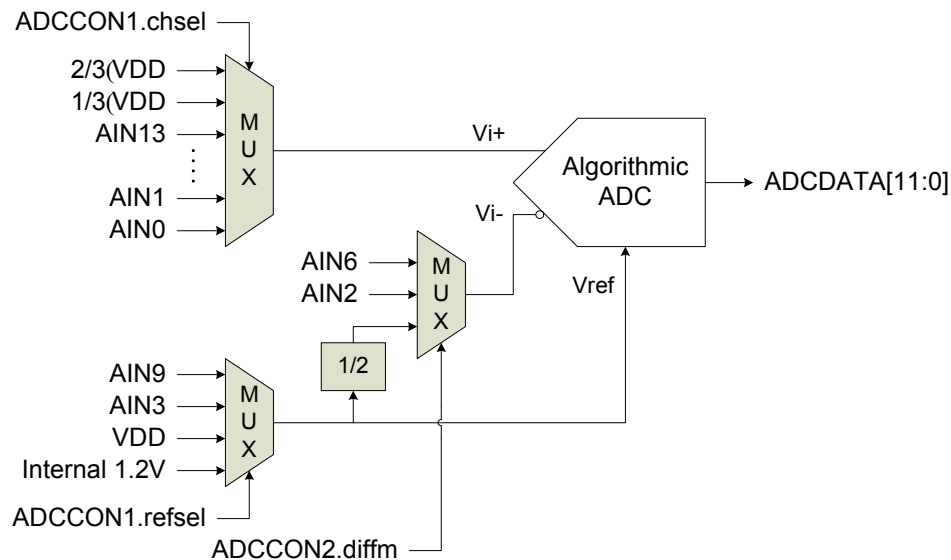 ADCCON1.chsel
2/3(VDD
1/3(VDD
AIN13
AIN1
AIN0
M
U
X
Vi+
Algorithmic
ADC
ADCDATA[11:0]
Vi-
AIN6
AIN2
M
U
X
Vref
1/2
AIN9
AIN3
VDD
Internal 1.2V
M
U
X
ADCCON1.refsel
ADCCON2.diffm